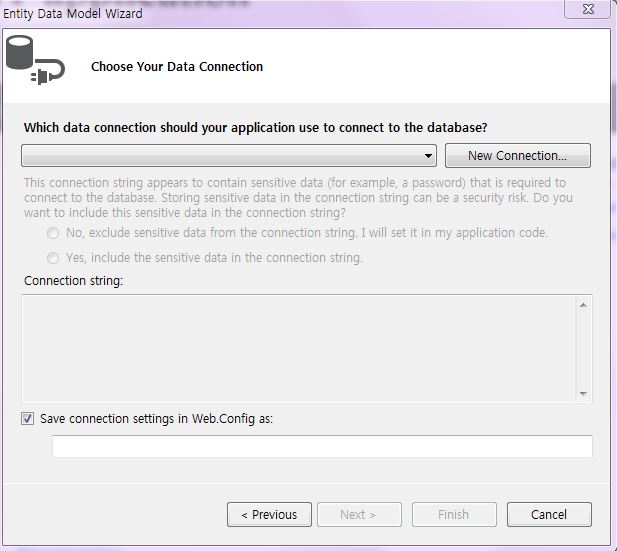 Entity Data Model Wizard
Choose Your Data Connection
Which data connection should your application use to connect to the database?
New Connection...
This connection string appears to contain sensitive data (for example, a password) that is required to
connect to the database. Storing sensitive data in the connection string can be a security risk. Do you
want to include this sensitive data in the connection string?
No, exclude sensitive data from the connection string. I will set it in my application code.
Yes, include the sensitive data in the connection string.
Connection string:
Save connection settings in Web.Config as:
< Previous
Next >
Finish
Cancel